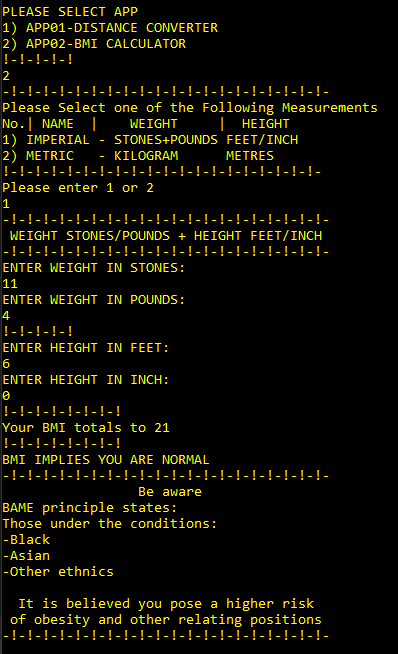 PLEASE SELECT APP
1) APP01-DISTANCE CONVERTER
2) APP02-BMI CALCULATOR
!-!-!-!-!
2
-!-!-!-!-!-!-!-!-!-!-!-!-!-!-!-!-!-!-!-!-
Please Select one of the Following Measurements
No.| NAME  |    WEIGHT     |  HEIGHT
1) IMPERIAL - STONES+POUNDS FEET/INCH
2) METRIC   - KILOGRAM      METRES
!-!-!-!-!-!-!-!-!-!-!-!-!-!-!-!-!-!-!-!-
Please enter 1 or 2
1
-!-!-!-!-!-!-!-!-!-!-!-!-!-!-!-!-!-!-!-!-
 WEIGHT STONES/POUNDS + HEIGHT FEET/INCH
-!-!-!-!-!-!-!-!-!-!-!-!-!-!-!-!-!-!-!-!-
ENTER WEIGHT IN STONES:
11
ENTER WEIGHT IN POUNDS:
4
!-!-!-!-!
ENTER HEIGHT IN FEET:
6
ENTER HEIGHT IN INCH:
0
!-!-!-!-!-!-!-!
Your BMI totals to 21
!-!-!-!-!-!-!-!
BMI IMPLIES YOU ARE NORMAL
-!-!-!-!-!-!-!-!-!-!-!-!-!-!-!-!-!-!-!-!-
                 Be aware
BAME principle states:
Those under the conditions:
-Black
-Asian
-Other ethnics

  It is believed you pose a higher risk
 of obesity and other relating positions
-!-!-!-!-!-!-!-!-!-!-!-!-!-!-!-!-!-!-!-!-